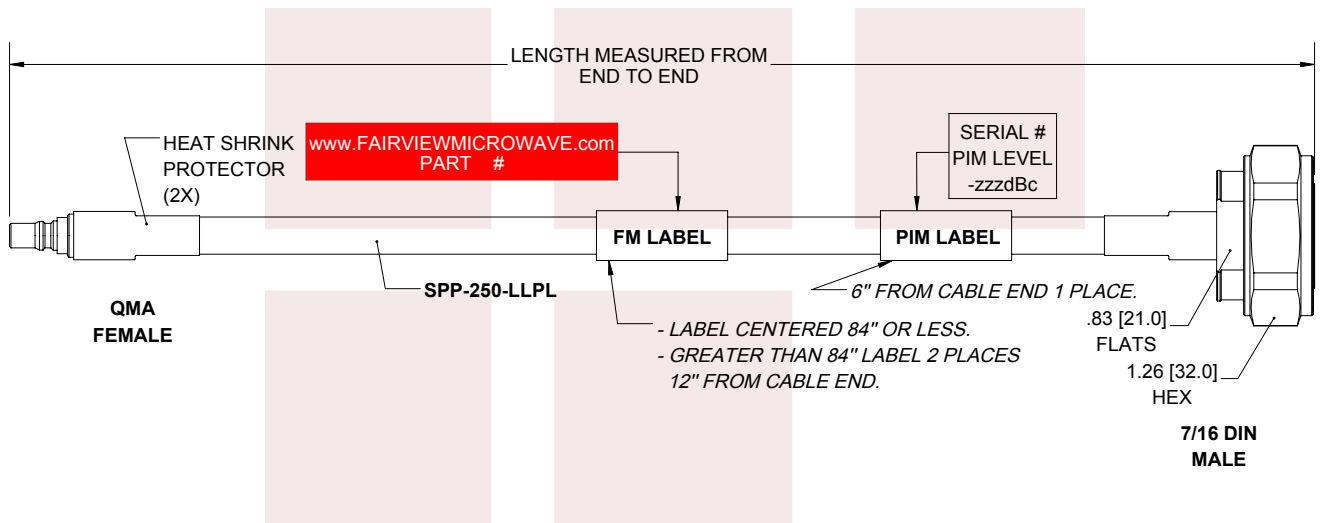 LENGTH MEASURED FROM
END TO END
HEAT SHRINK
PROTECTOR
(2X)
www.FAIRVIEWMICROWAVE.com
PART #
SERIAL #
PIM LEVEL
-zzzdBc
FM LABEL
PIM LABEL
SPP-250-LLPL
QMA
FEMALE
6" FROM CABLE END 1 PLACE.
- LABEL CENTERED 84" OR LESS.
- GREATER THAN 84" LABEL 2 PLACES
12" FROM CABLE END.
.83 [21.0]
FLATS
1.26 [32.0]
HEX
7/16 DIN
MALE